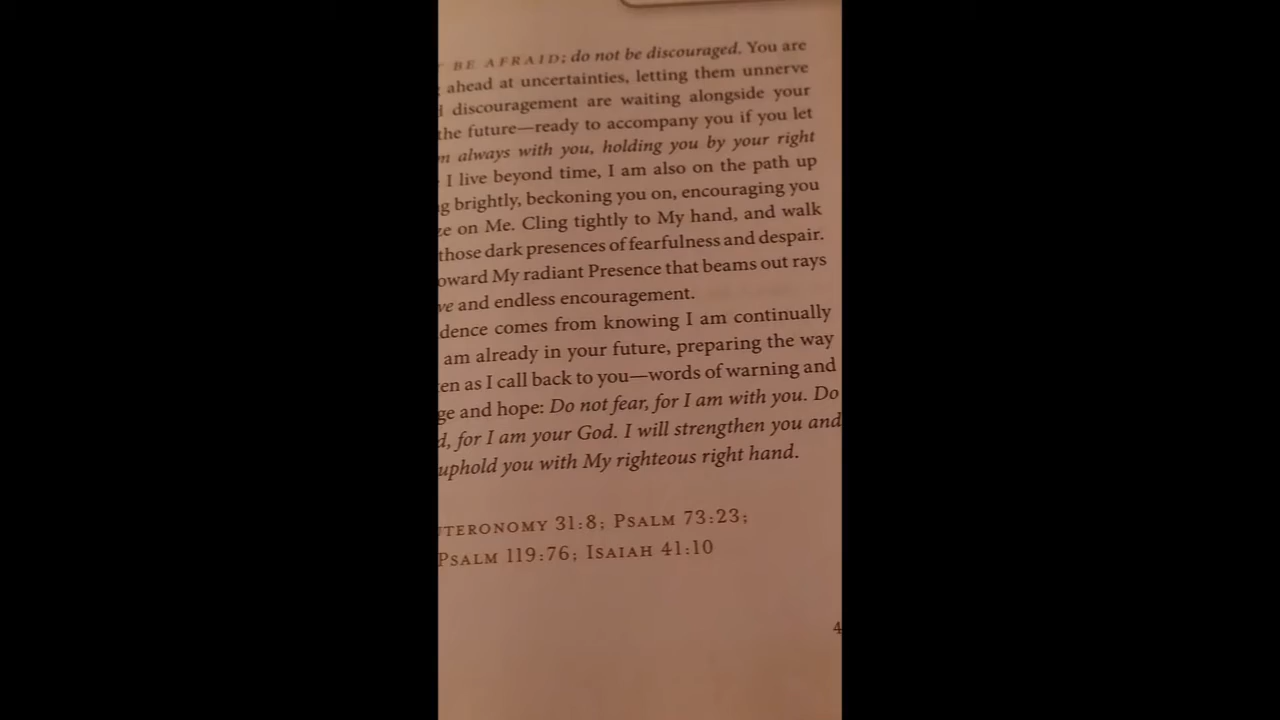 BE AFRAID; do not be discouraged. You are
ahead at uncertainties, letting them unnerve
discouragement are waiting alongside your
the future—ready to accompany you if you let
always with you, holding you by your right
I live beyond time, I am also on the path up
brightly, beckoning you on, encouraging you
on Me. Cling tightly to My hand, and walk
those dark presences of fearfulness and despair.
My radiant Presence that beams out rays
and endless encouragement.
comes from knowing I am continually
am already in your future, preparing the way
as I call back to you—words of warning and
and hope: Do not fear, for I am with you. Do
for I am your God. I will strengthen you and
uphold you with My righteous right hand.
31:8; PSALM 73:23;
PSALM 119:76; ISAIAH 41:10
4